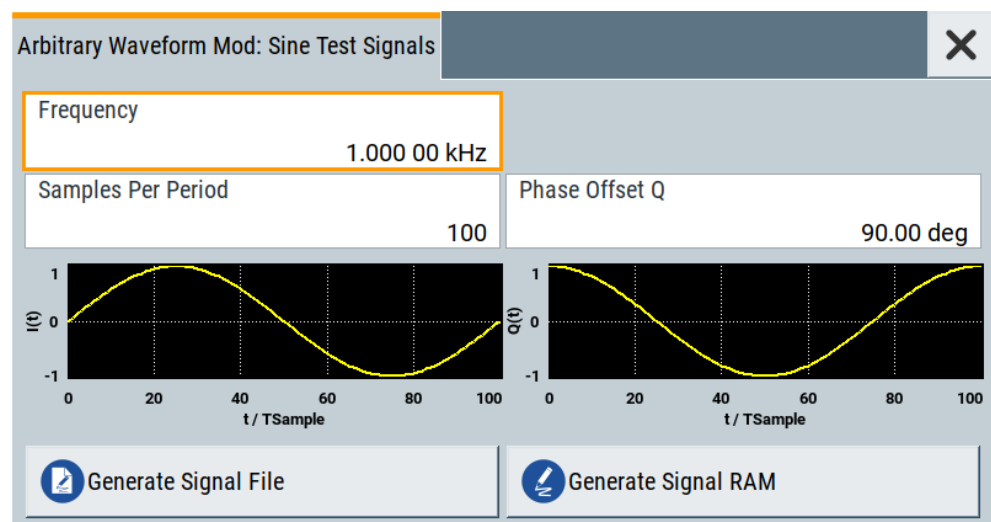 Arbitrary Waveform Mod: Sine Test Signals
Frequency
1.000 00 kHz
Samples Per Period
100
Phase Offset Q
90.00 deg
1
0
-1
I(t)
0 20 40 60 80 100
t / TSample
1
0
-1
Q(t)
0 20 40 60 80 100
t / TSample
Generate Signal File
Generate Signal RAM